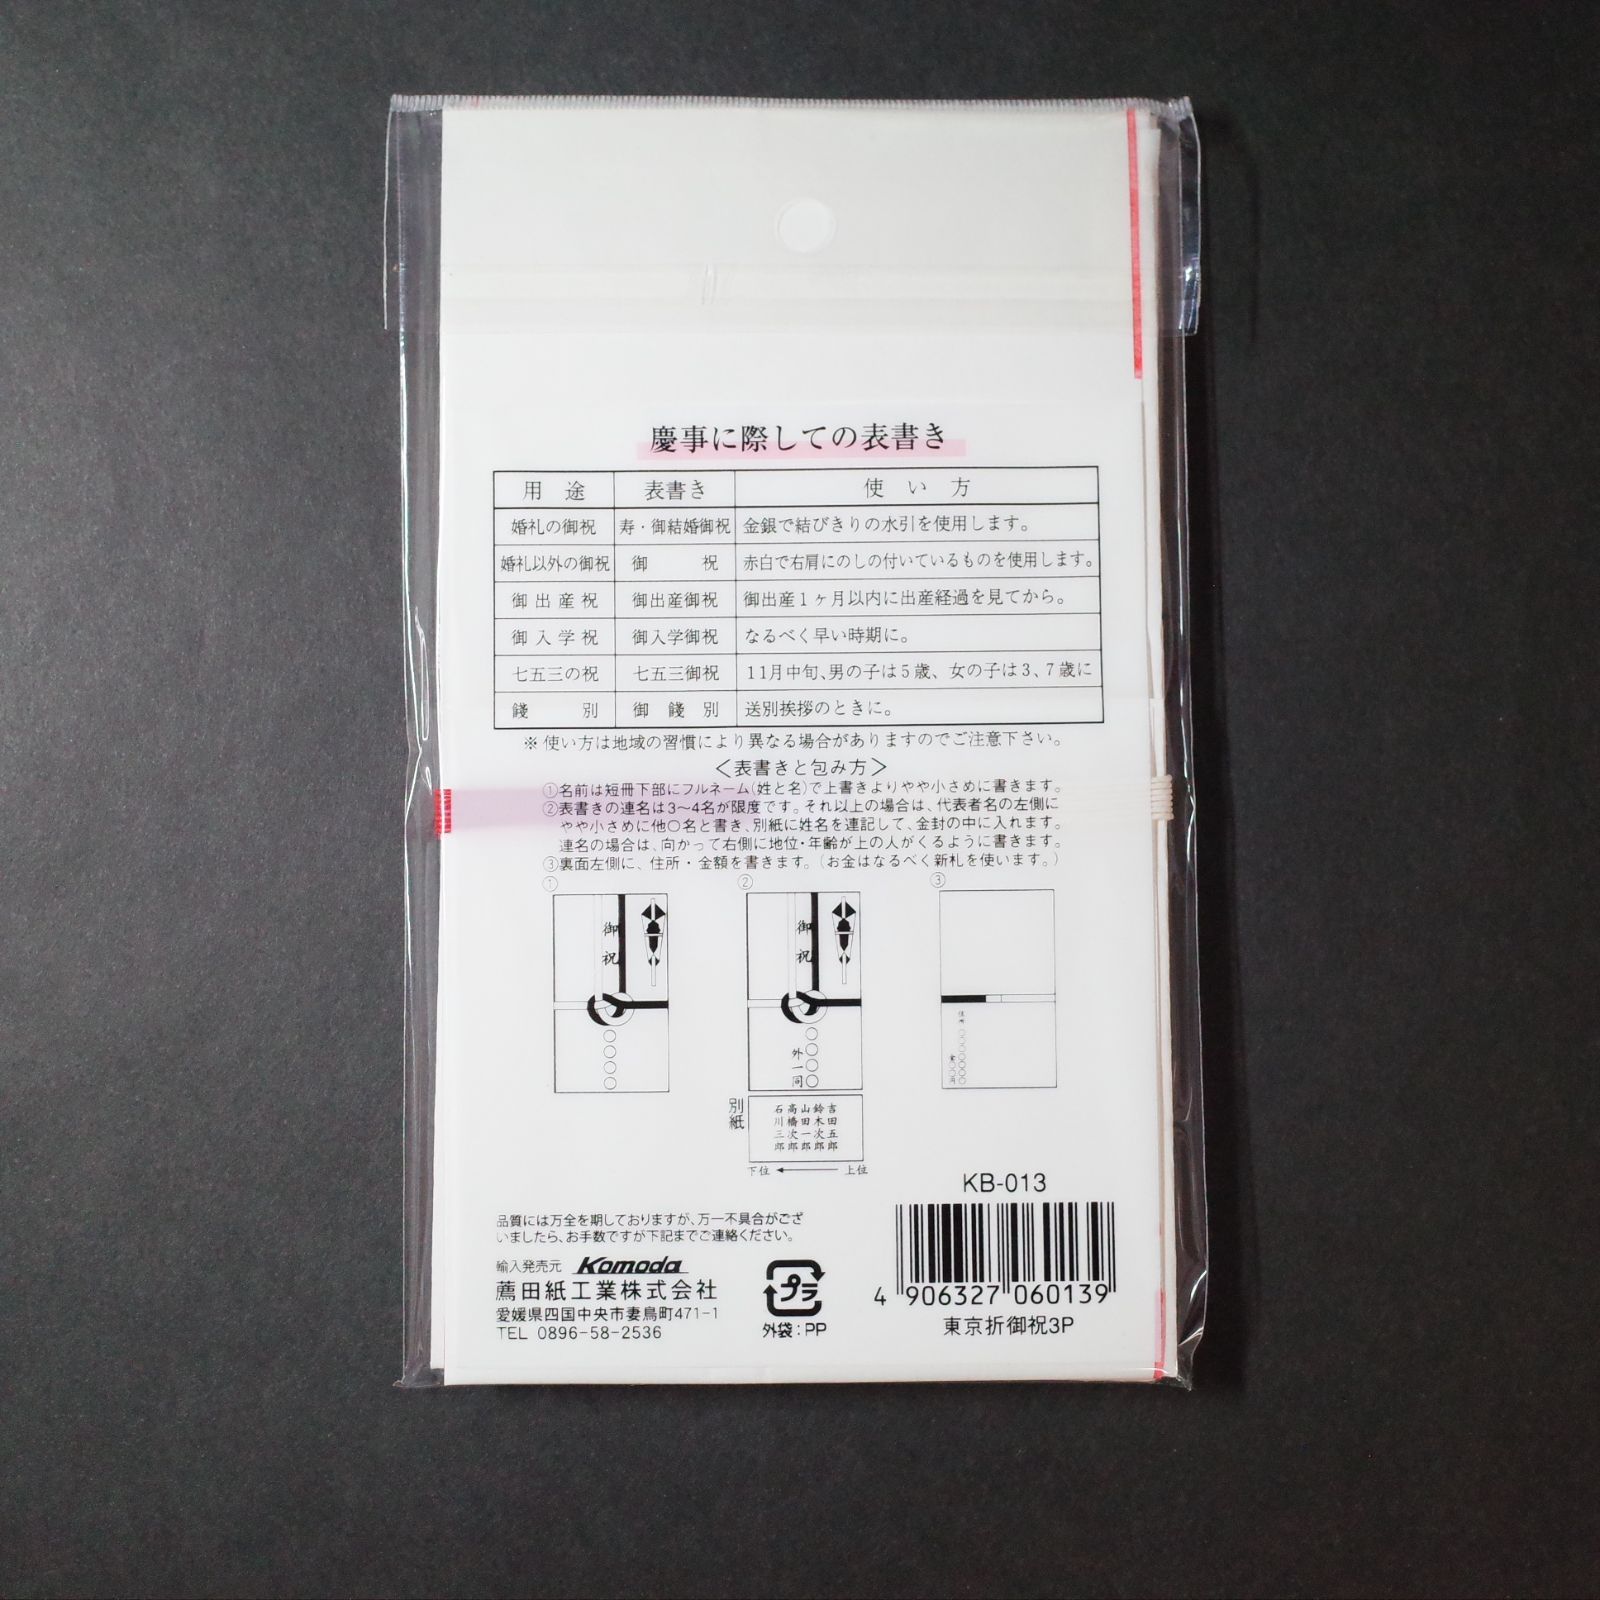 慶事に際しての表書き
用途 表書き 使い方
婚礼の御祝 寿・御結婚御祝 金銀で結びきりの水引を使用します。
婚礼以外の御祝 御祝 赤白で右肩にのしの付いているものを使用します。
御出産祝 御出産御祝 御出産1ヶ月以内に出産経過を見てから。
御入学祝 御入学御祝 なるべく早い時期に。
七五三の祝 七五三御祝 11月中旬、男の子は5歳、女の子は3、7歳に
餞別 御餞別 送別挨拶のときに。
※使い方は地域の習慣により異なる場合がありますのでご注意下さい。
＜表書きと包み方＞
①名前は短冊下部にフルネーム(姓と名)で上書きよりやや小さめに書きます。
②表書きの連名は3〜4名が限度です。それ以上の場合は、代表者名の左側に
やや小さめに他〇名と書き、別紙に姓名を連記して、金封の中に入れます。
連名の場合は、向かって右側に地位・年齢が上の人がくるように書きます。
③裏面左側に、住所・金額を書きます。(お金はなるべく新札を使います。)
① ② ③
御祝
〇〇〇〇
御祝
〇〇〇〇
外一同
住所〇〇〇〇〇〇〇
金〇〇〇円
別紙
吉田五郎
鈴木次郎
山田一郎
高橋次郎
石川三郎
下位 ← 上位
KB-013
品質には万全を期しておりますが、万一不具合がござ
いましたら、お手数ですが下記までご連絡ください。
輸入発売元 Komoda
薦田紙工業株式会社
愛媛県四国中央市妻鳥町471-1
TEL 0896-58-2536
プラ
外袋：PP
4 906327 060139
東京折御祝3P